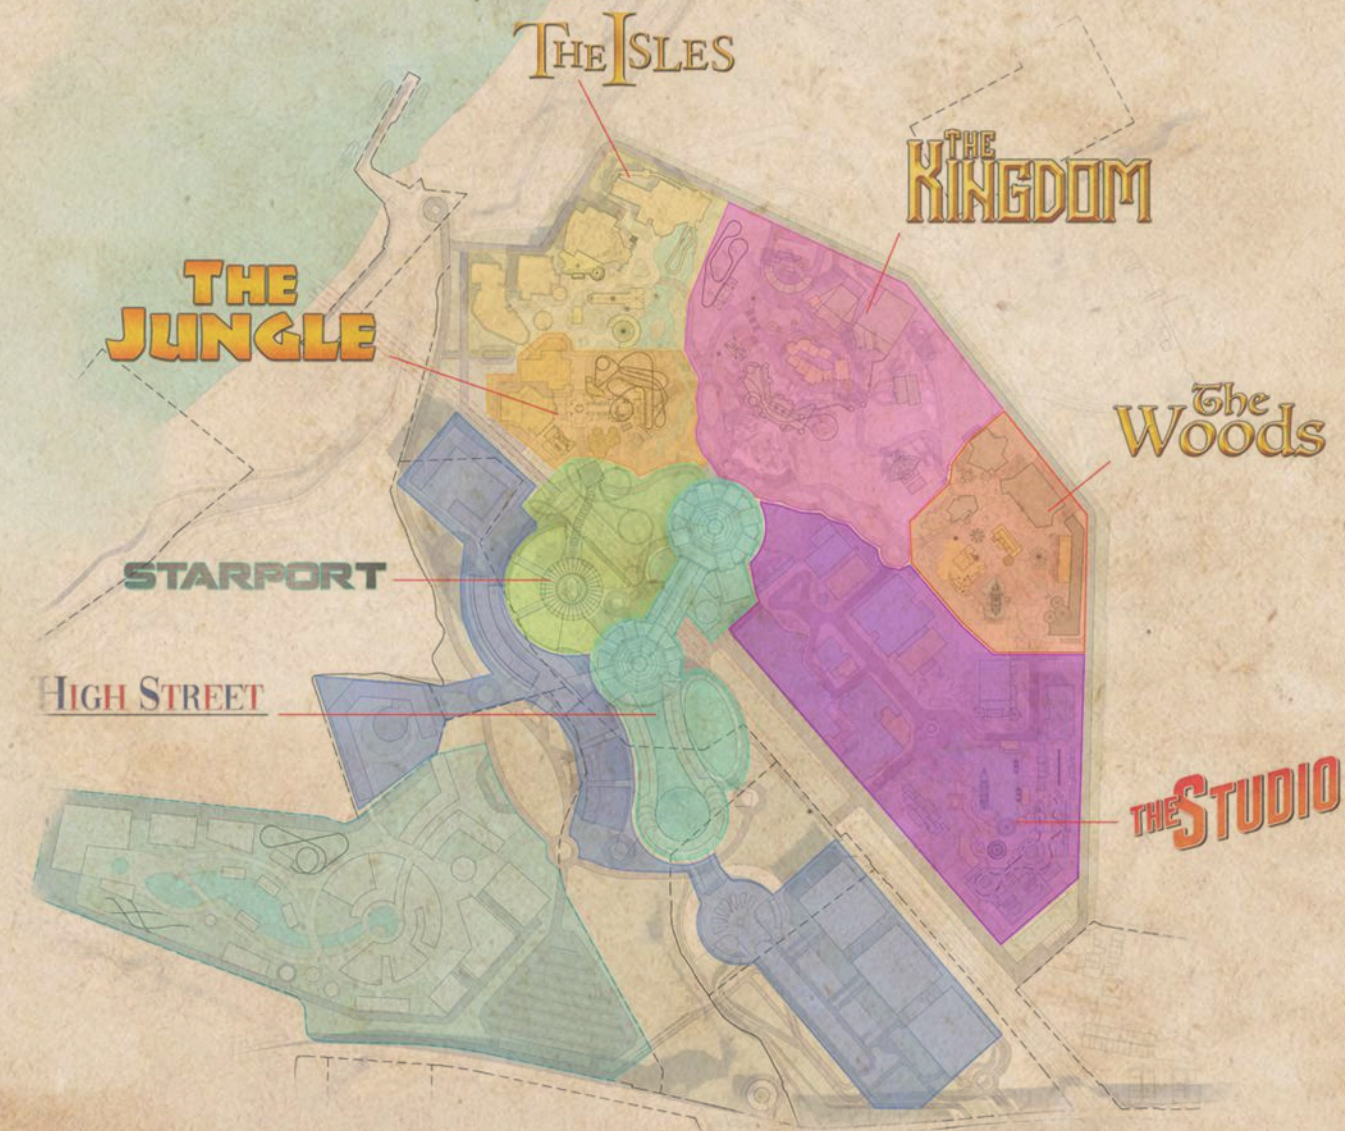 The Isles
THE
KINGDOM
THE
JUNGLE
The
Woods
STARPORT
High Street
THE STUDIO